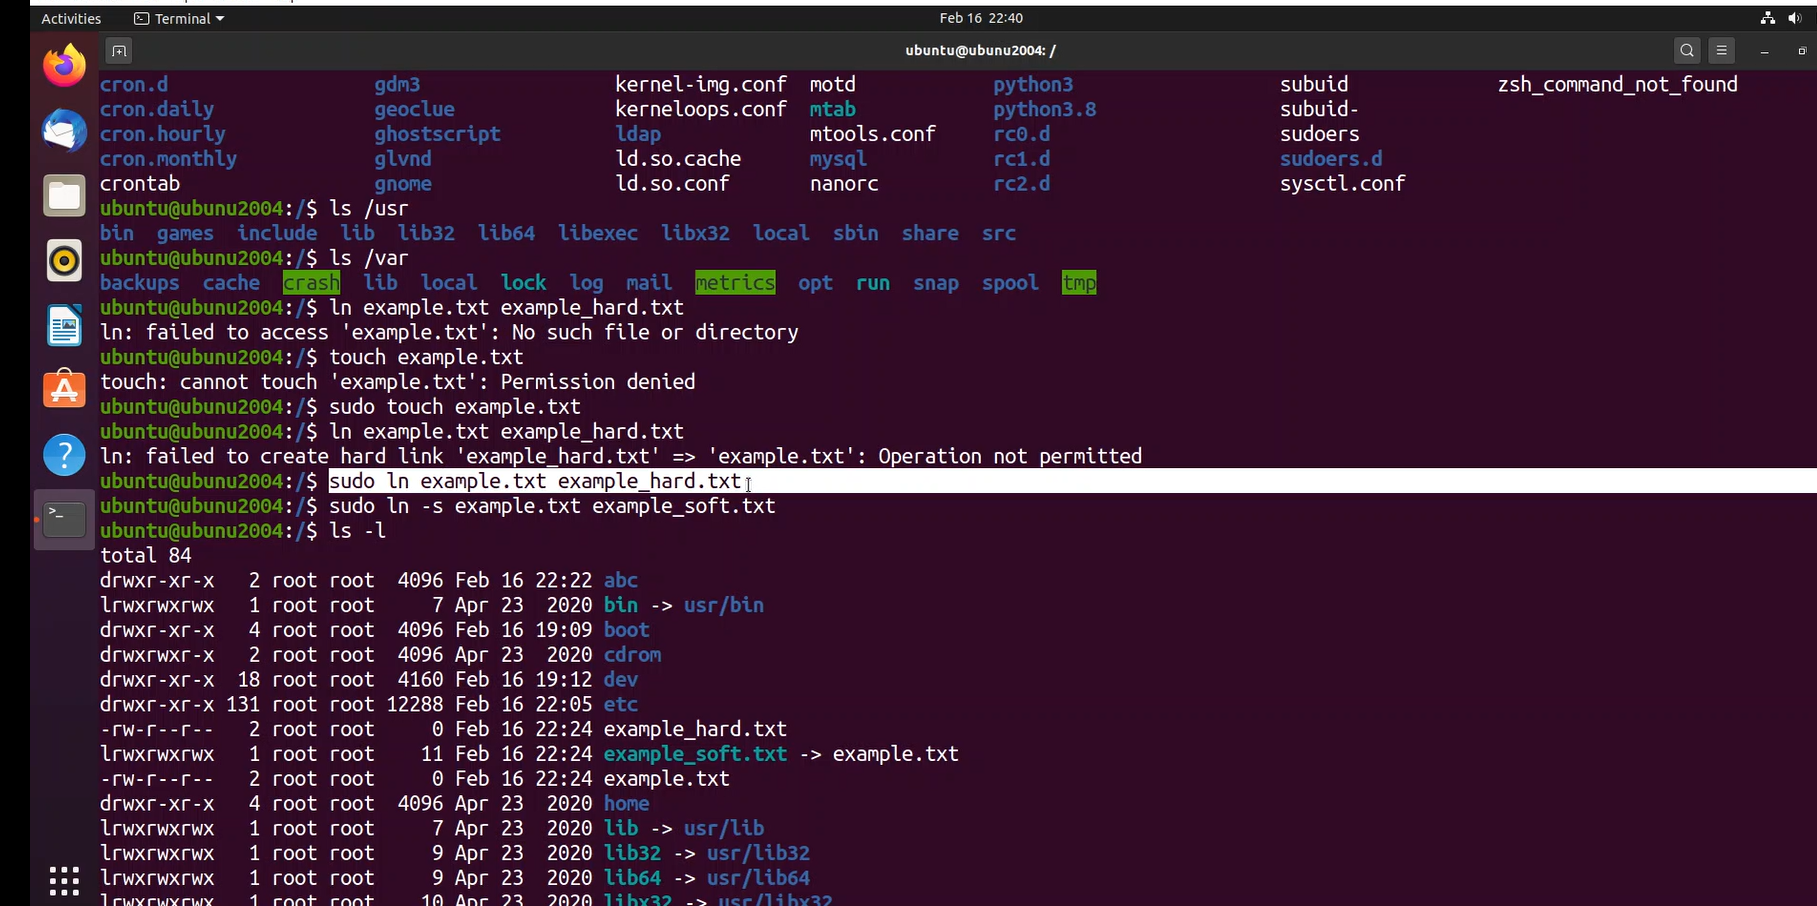 Activities Terminal Feb 16 22:40
ubuntu@ubunu2004: /
cron.d gdm3 kernel-img.conf motd python3 subuid zsh_command_not_found
cron.daily geoclue kerneloops.conf mtab python3.8 subuid-
cron.hourly ghostscript ldap mtools.conf rc0.d sudoers
cron.monthly glvnd ld.so.cache mysql rc1.d sudoers.d
crontab gnome ld.so.conf nanorc rc2.d sysctl.conf
ubuntu@ubunu2004:/$ ls /usr
bin games include lib lib32 lib64 libexec libx32 local sbin share src
ubuntu@ubunu2004:/$ ls /var
backups cache crash lib local lock log mail metrics opt run snap spool tmp
ubuntu@ubunu2004:/$ ln example.txt example_hard.txt
ln: failed to access 'example.txt': No such file or directory
ubuntu@ubunu2004:/$ touch example.txt
touch: cannot touch 'example.txt': Permission denied
ubuntu@ubunu2004:/$ sudo touch example.txt
ubuntu@ubunu2004:/$ ln example.txt example_hard.txt
ln: failed to create hard link 'example_hard.txt' => 'example.txt': Operation not permitted
ubuntu@ubunu2004:/$ sudo ln example.txt example_hard.txt
ubuntu@ubunu2004:/$ sudo ln -s example.txt example_soft.txt
ubuntu@ubunu2004:/$ ls -l
total 84
drwxr-xr-x 2 root root 4096 Feb 16 22:22 abc
lrwxrwxrwx 1 root root 7 Apr 23 2020 bin -> usr/bin
drwxr-xr-x 4 root root 4096 Feb 16 19:09 boot
drwxrwxr-x 2 root root 4096 Apr 23 2020 cdrom
drwxr-xr-x 18 root root 4160 Feb 16 19:12 dev
drwxr-xr-x 131 root root 12288 Feb 16 22:05 etc
-rw-r--r-- 2 root root 0 Feb 16 22:24 example_hard.txt
lrwxrwxrwx 1 root root 11 Feb 16 22:24 example_soft.txt -> example.txt
-rw-r--r-- 2 root root 0 Feb 16 22:24 example.txt
drwxr-xr-x 4 root root 4096 Apr 23 2020 home
lrwxrwxrwx 1 root root 7 Apr 23 2020 lib -> usr/lib
lrwxrwxrwx 1 root root 9 Apr 23 2020 lib32 -> usr/lib32
lrwxrwxrwx 1 root root 9 Apr 23 2020 lib64 -> usr/lib64
lrwxrwxrwx 1 root root 10 Apr 23 2020 libx32 -> usr/libx32